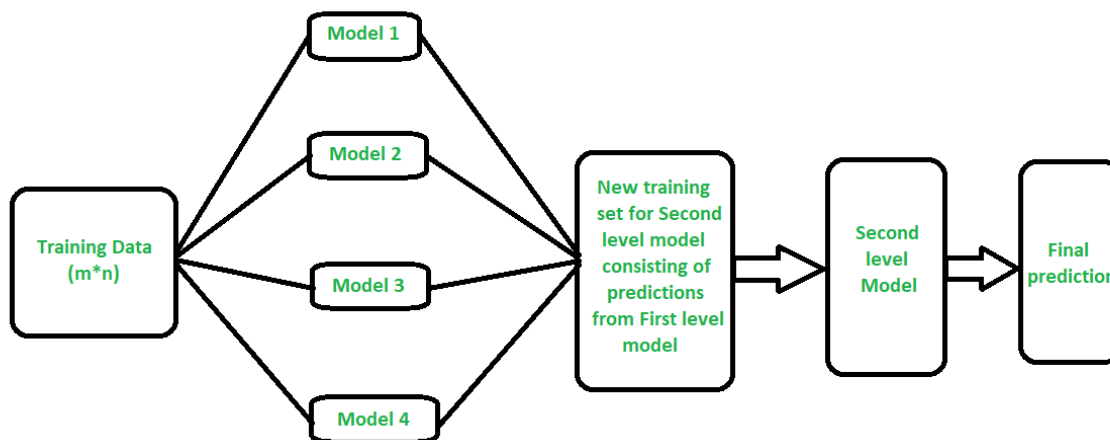 Training Data
(m*n)
Model 1
Model 2
Model 3
Model 4
New training
set for Second
level model
consisting of
predictions
from First level
model
Second
level
Model
Final
prediction